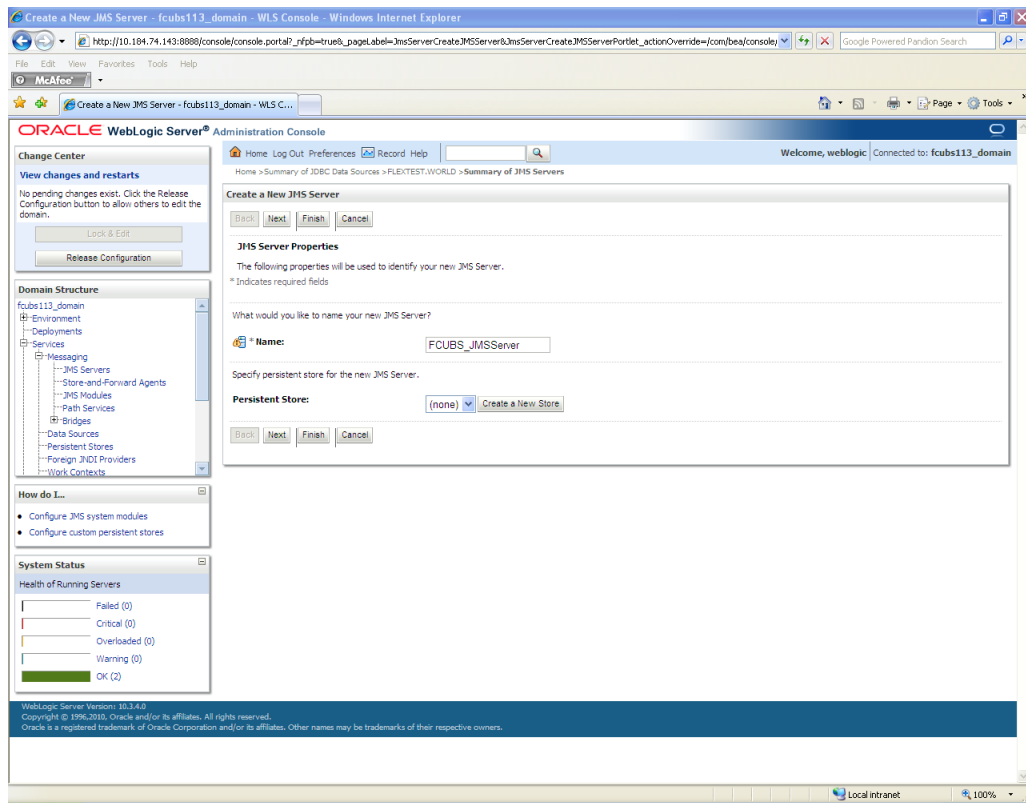 Create a New JMS Server - fcubs113_domain - WLS Console - Windows Internet Explorer
http://10.184.74.143:8888/console/console.portal?_nfpb=true&_pageLabel=JmsServerCreateJMSServer&JmsServerCreateJMSServerPortlet_actionOverride=/com/bea/console/
Google Powered Pandion Search
File Edit View Favorites Tools Help
McAfee
Create a New JMS Server - fcubs113_domain - WLS C...
Page Tools
ORACLE WebLogic Server® Administration Console
Change Center
View changes and restarts
No pending changes exist. Click the Release
Configuration button to allow others to edit the
domain.
Lock & Edit
Release Configuration
Domain Structure
fcubs113_domain
Environment
Deployments
Services
Messaging
JMS Servers
Store-and-Forward Agents
JMS Modules
Path Services
Bridges
Data Sources
Persistent Stores
Foreign JNDI Providers
Work Contexts
How do I...
Configure JMS system modules
Configure custom persistent stores
System Status
Health of Running Servers
Failed (0)
Critical (0)
Overloaded (0)
Warning (0)
OK (2)
Home Log Out Preferences Record Help
Welcome, weblogic Connected to: fcubs113_domain
Home >Summary of JDBC Data Sources >FLEXTEST.WORLD >Summary of JMS Servers
Create a New JMS Server
Back Next Finish Cancel
JMS Server Properties
The following properties will be used to identify your new JMS Server.
* Indicates required fields
What would you like to name your new JMS Server?
* Name: FCUBS_JMSServer
Specify persistent store for the new JMS Server.
Persistent Store: (none) Create a New Store
Back Next Finish Cancel
WebLogic Server Version: 10.3.4.0
Copyright © 1996,2010, Oracle and/or its affiliates. All rights reserved.
Oracle is a registered trademark of Oracle Corporation and/or its affiliates. Other names may be trademarks of their respective owners.
Local intranet
100%